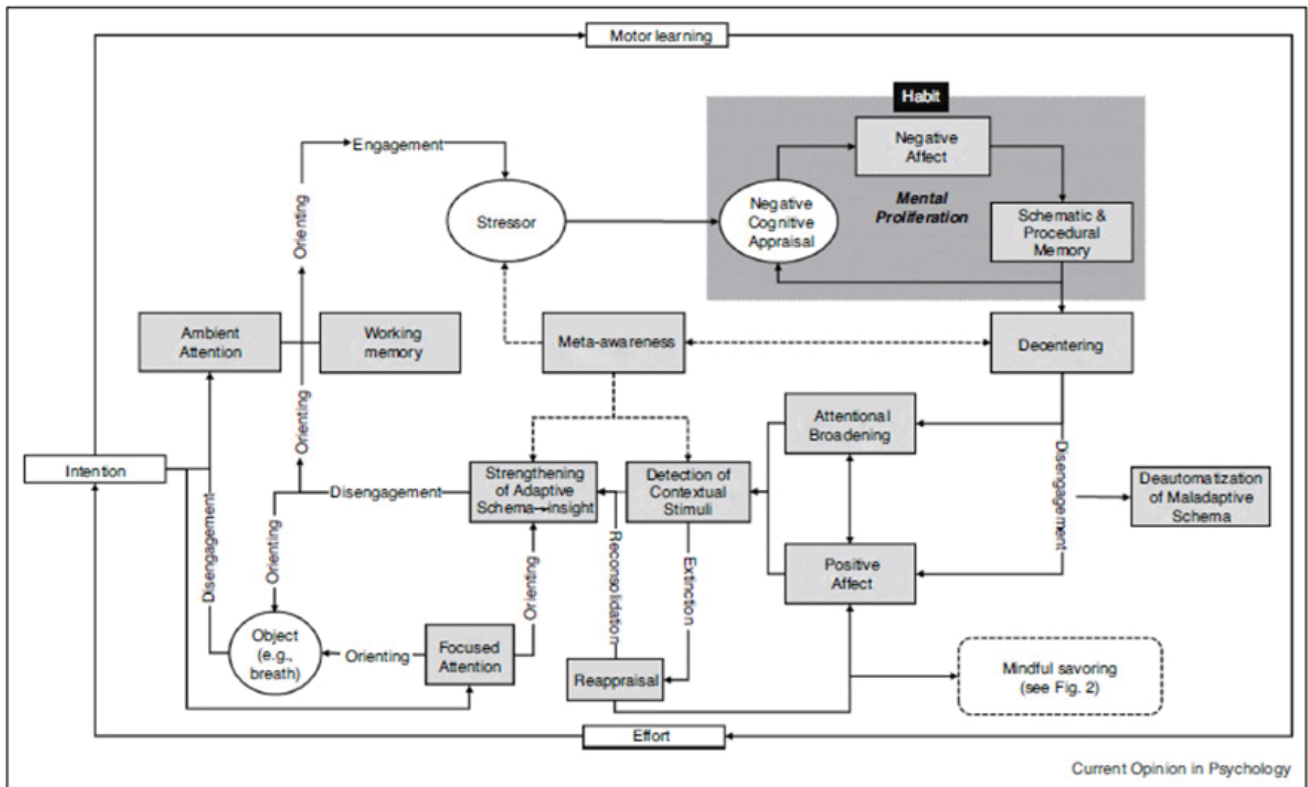 Motor learning
Habit
Engagement
Negative
Affect
Orienting
Stressor
Negative
Cognitive
Appraisal
Mental
Proliferation
Schematic &
Procedural
Memory
Ambient
Attention
Working
memory
Meta-awareness
Decentering
Orienting
Attentional
Broadening
Intention
Disengagement
Strengthening
of Adaptive
Schema→insight
Detection of
Contextual
Stimuli
Disengagement
Deautomatization
of Maladaptive
Schema
Disengagement
Orienting
Orienting
Reconsolidation
Extinction
Positive
Affect
Object
(e.g.,
breath)
Orienting
Focused
Attention
Reappraisal
Mindful savoring
(see Fig. 2)
Effort
Current Opinion in Psychology